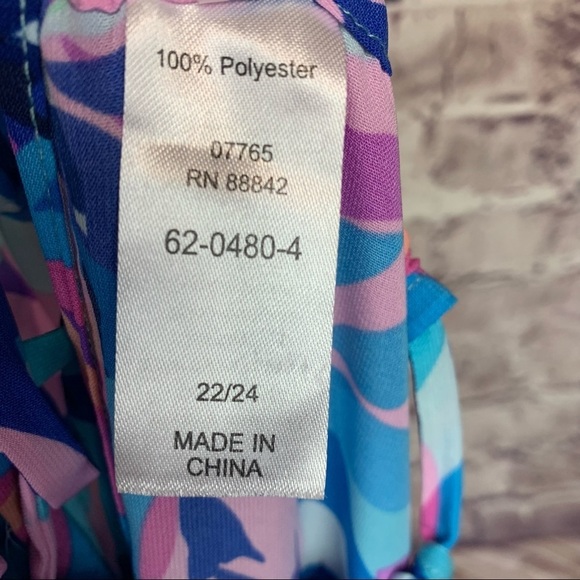 100% Polyester
07765
RN 88842
62-0480-4
22/24
MADE IN
CHINA